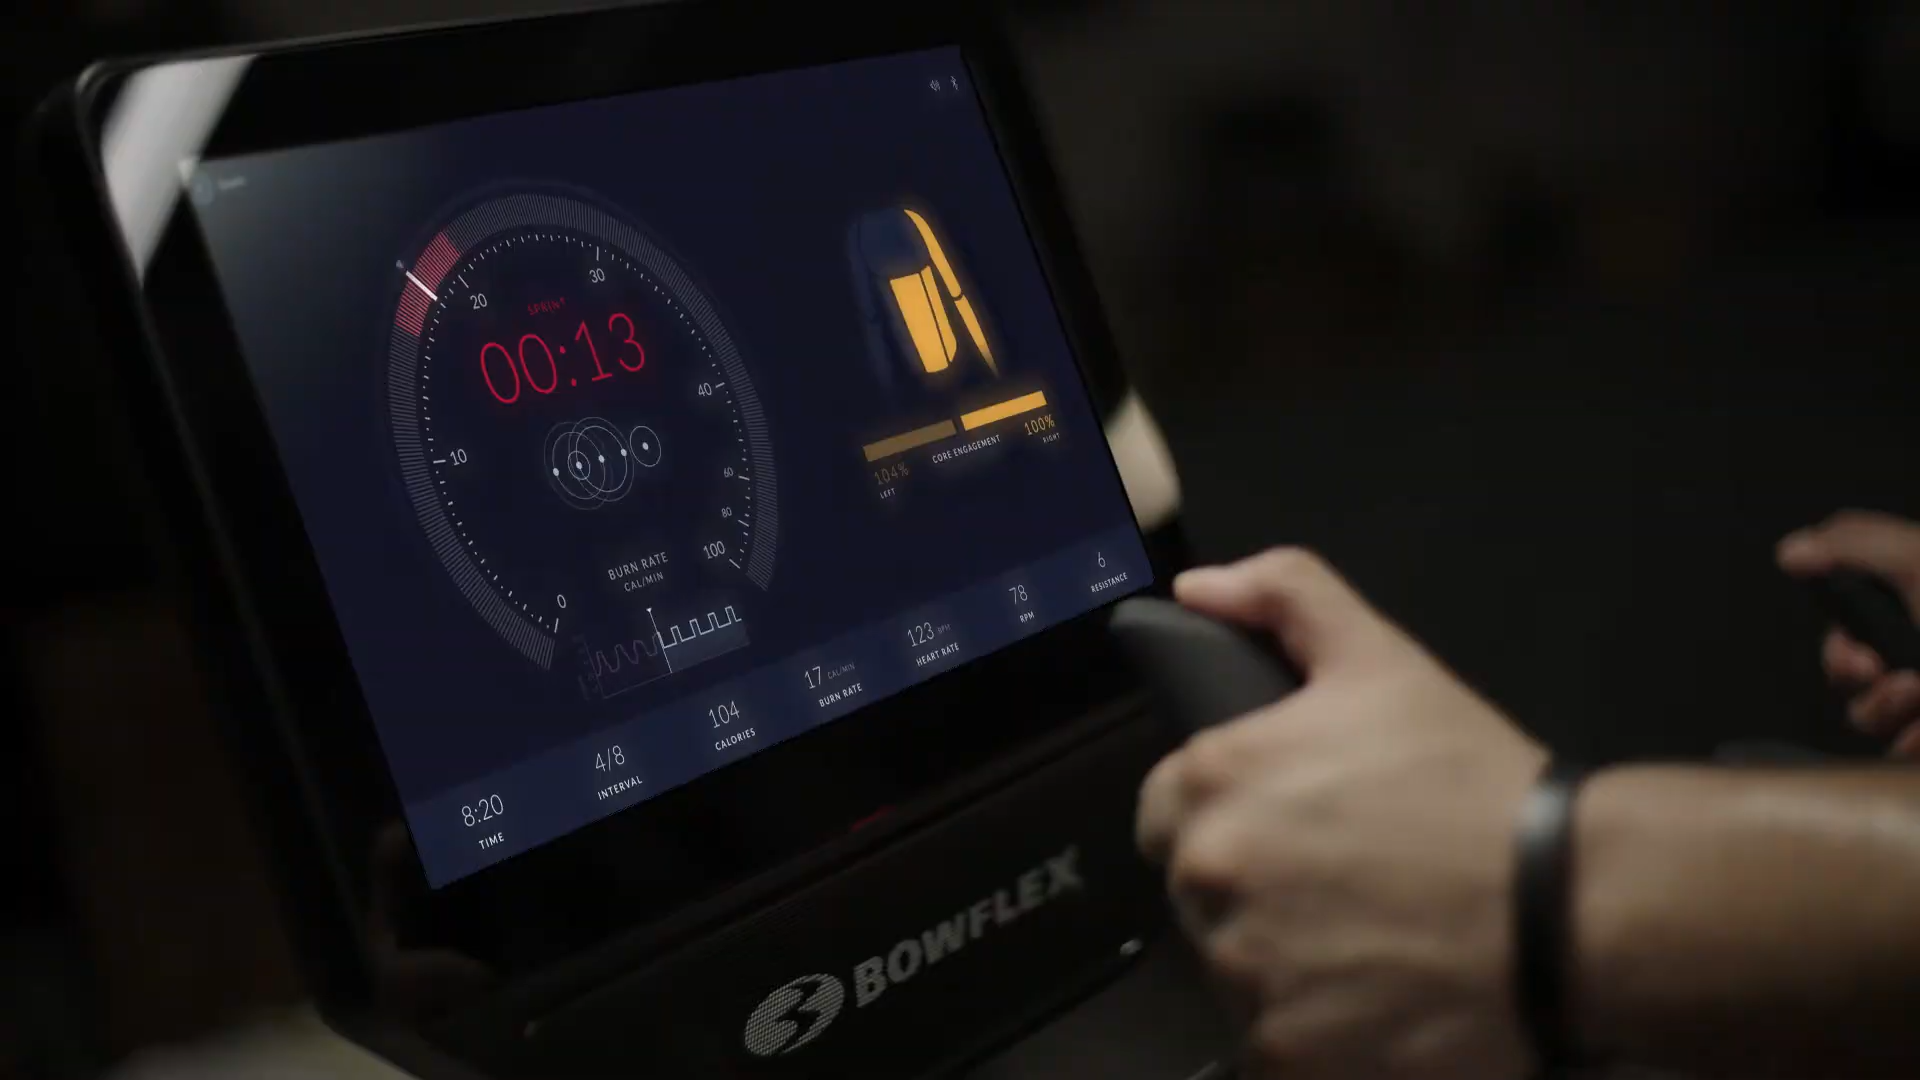 30
20
SPRINT
00:13
40
10
60
80
100
0
BURN RATE
CAL/MIN
104%
LEFT
CORE ENGAGEMENT
100%
RIGHT
8:20
TIME
4/8
INTERVAL
104
CALORIES
17 CAL/MIN
BURN RATE
123 BPM
HEART RATE
78
RPM
6
RESISTANCE
BOWFLEX